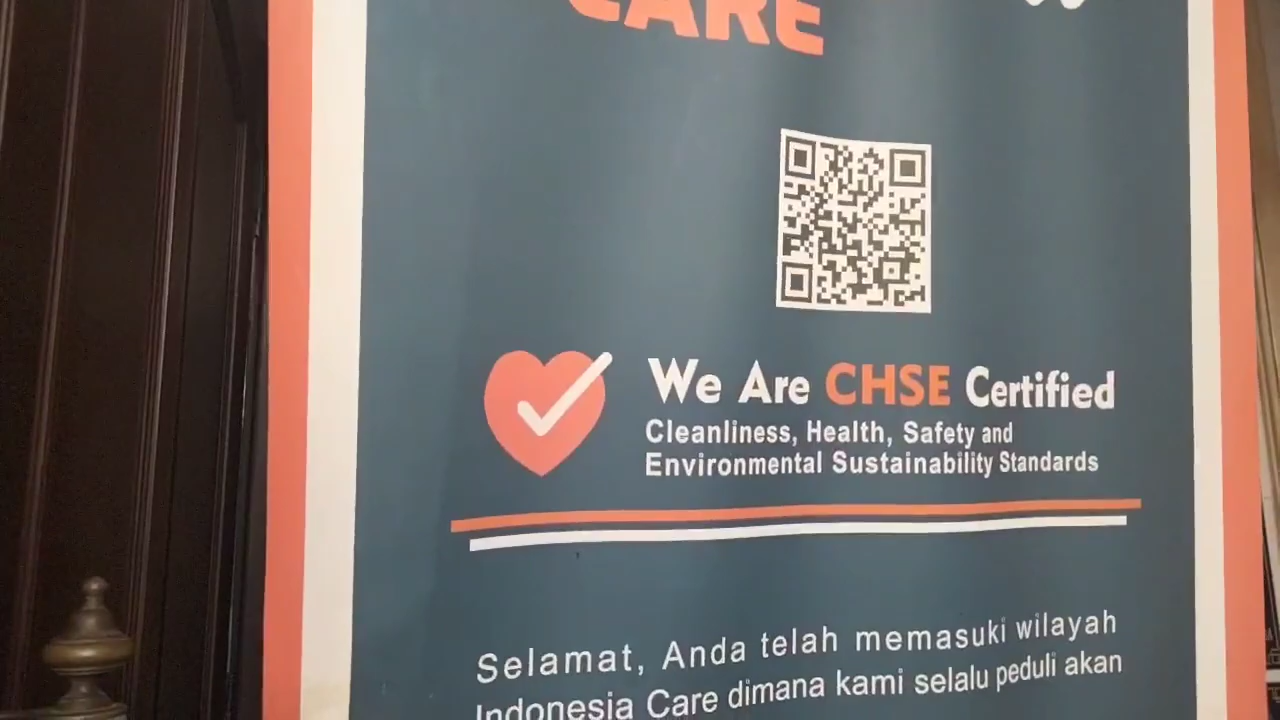 CARE
We Are CHSE Certified
Cleanliness, Health, Safety and
Environmental Sustainability Standards
Selamat, Anda telah memasuki wilayah
Indonesia Care dimana kami selalu peduli akan